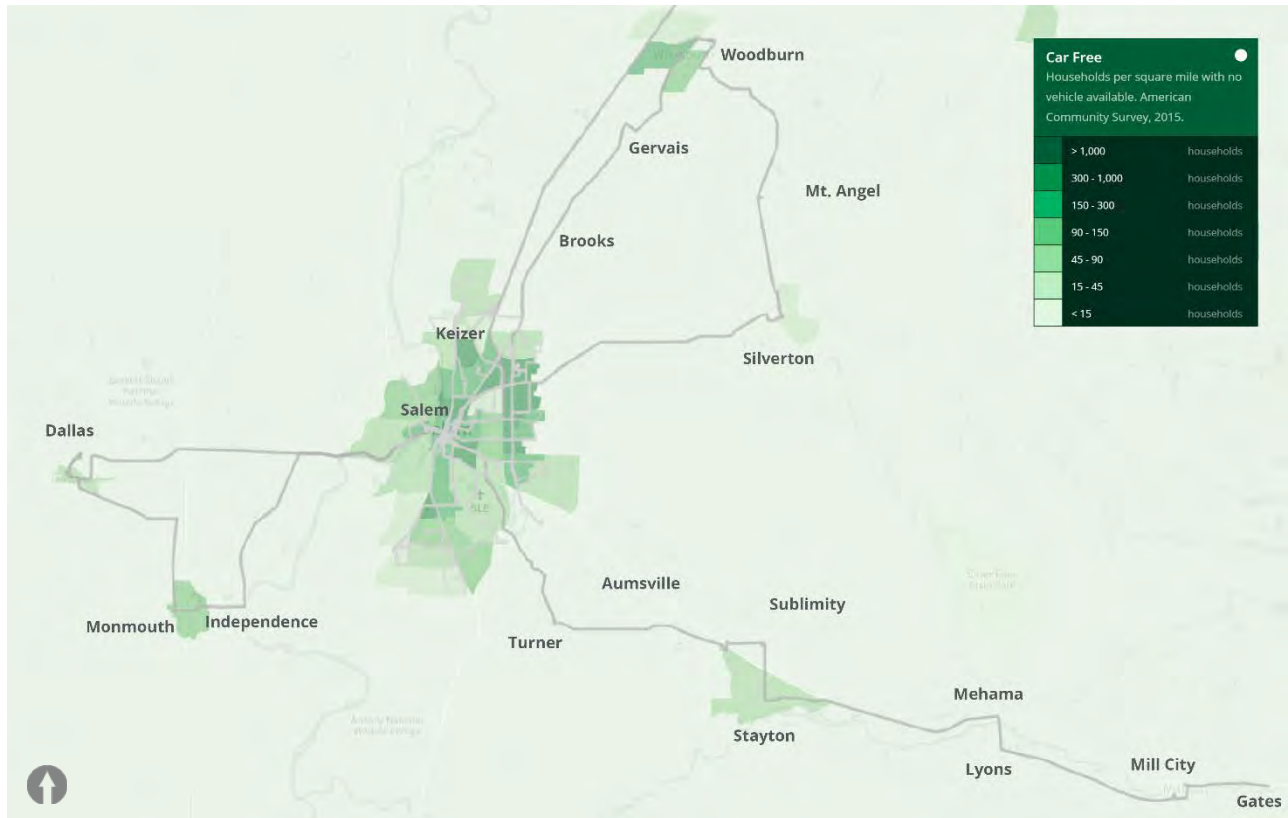 Woodburn
Gervais
Mt. Angel
Brooks
Keizer
Silverton
Salem
Dallas
SLE
Aumsville
Sublimity
Monmouth
Independence
Turner
Stayton
Mehama
Lyons
Mill City
Gates
Car Free
Households per square mile with no
vehicle available. American
Community Survey, 2015.
> 1,000 households
300 - 1,000 households
150 - 300 households
90 - 150 households
45 - 90 households
15 - 45 households
< 15 households